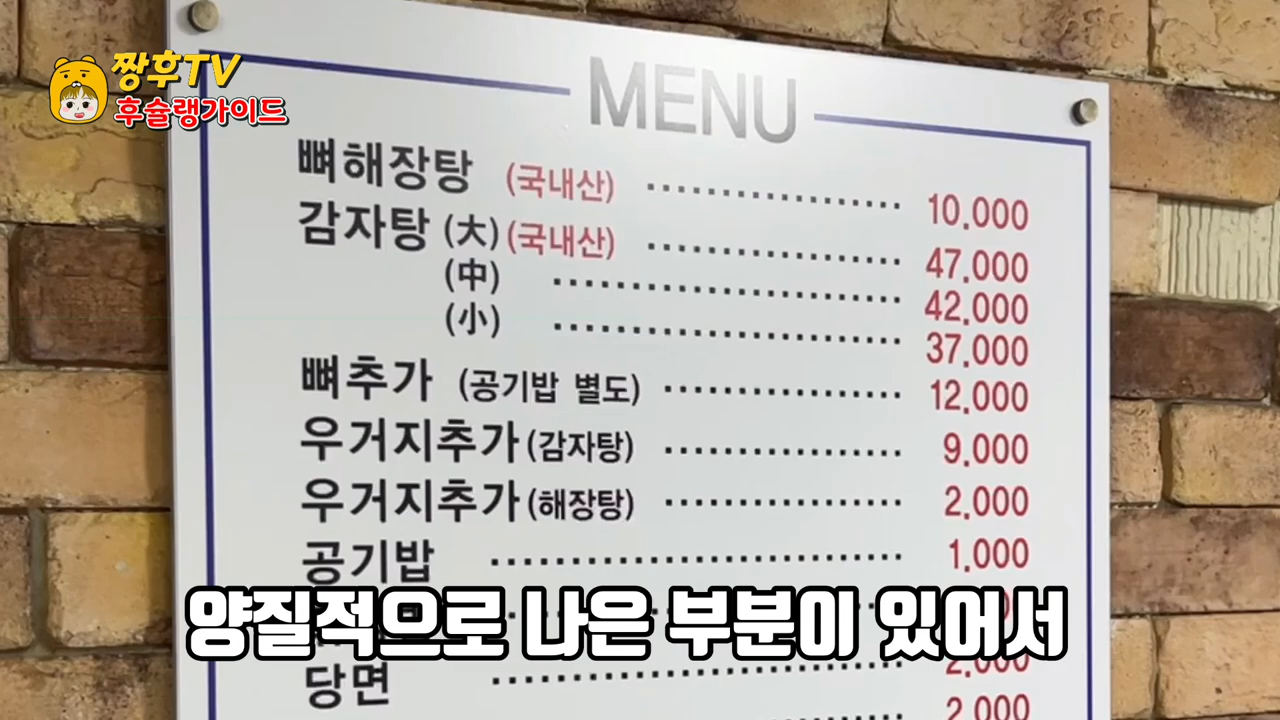 짱후TV
후슐랭가이드
MENU
뼈해장탕 (국내산) 10,000
감자탕 (大) (국내산) 47,000
(中) 42,000
(小) 37,000
뼈추가 (공기밥 별도) 12,000
우거지추가 (감자탕) 9,000
우거지추가 (해장탕) 2,000
공기밥 1,000
양질적으로 나은 부분이 있어서
2,000
당면 2,000